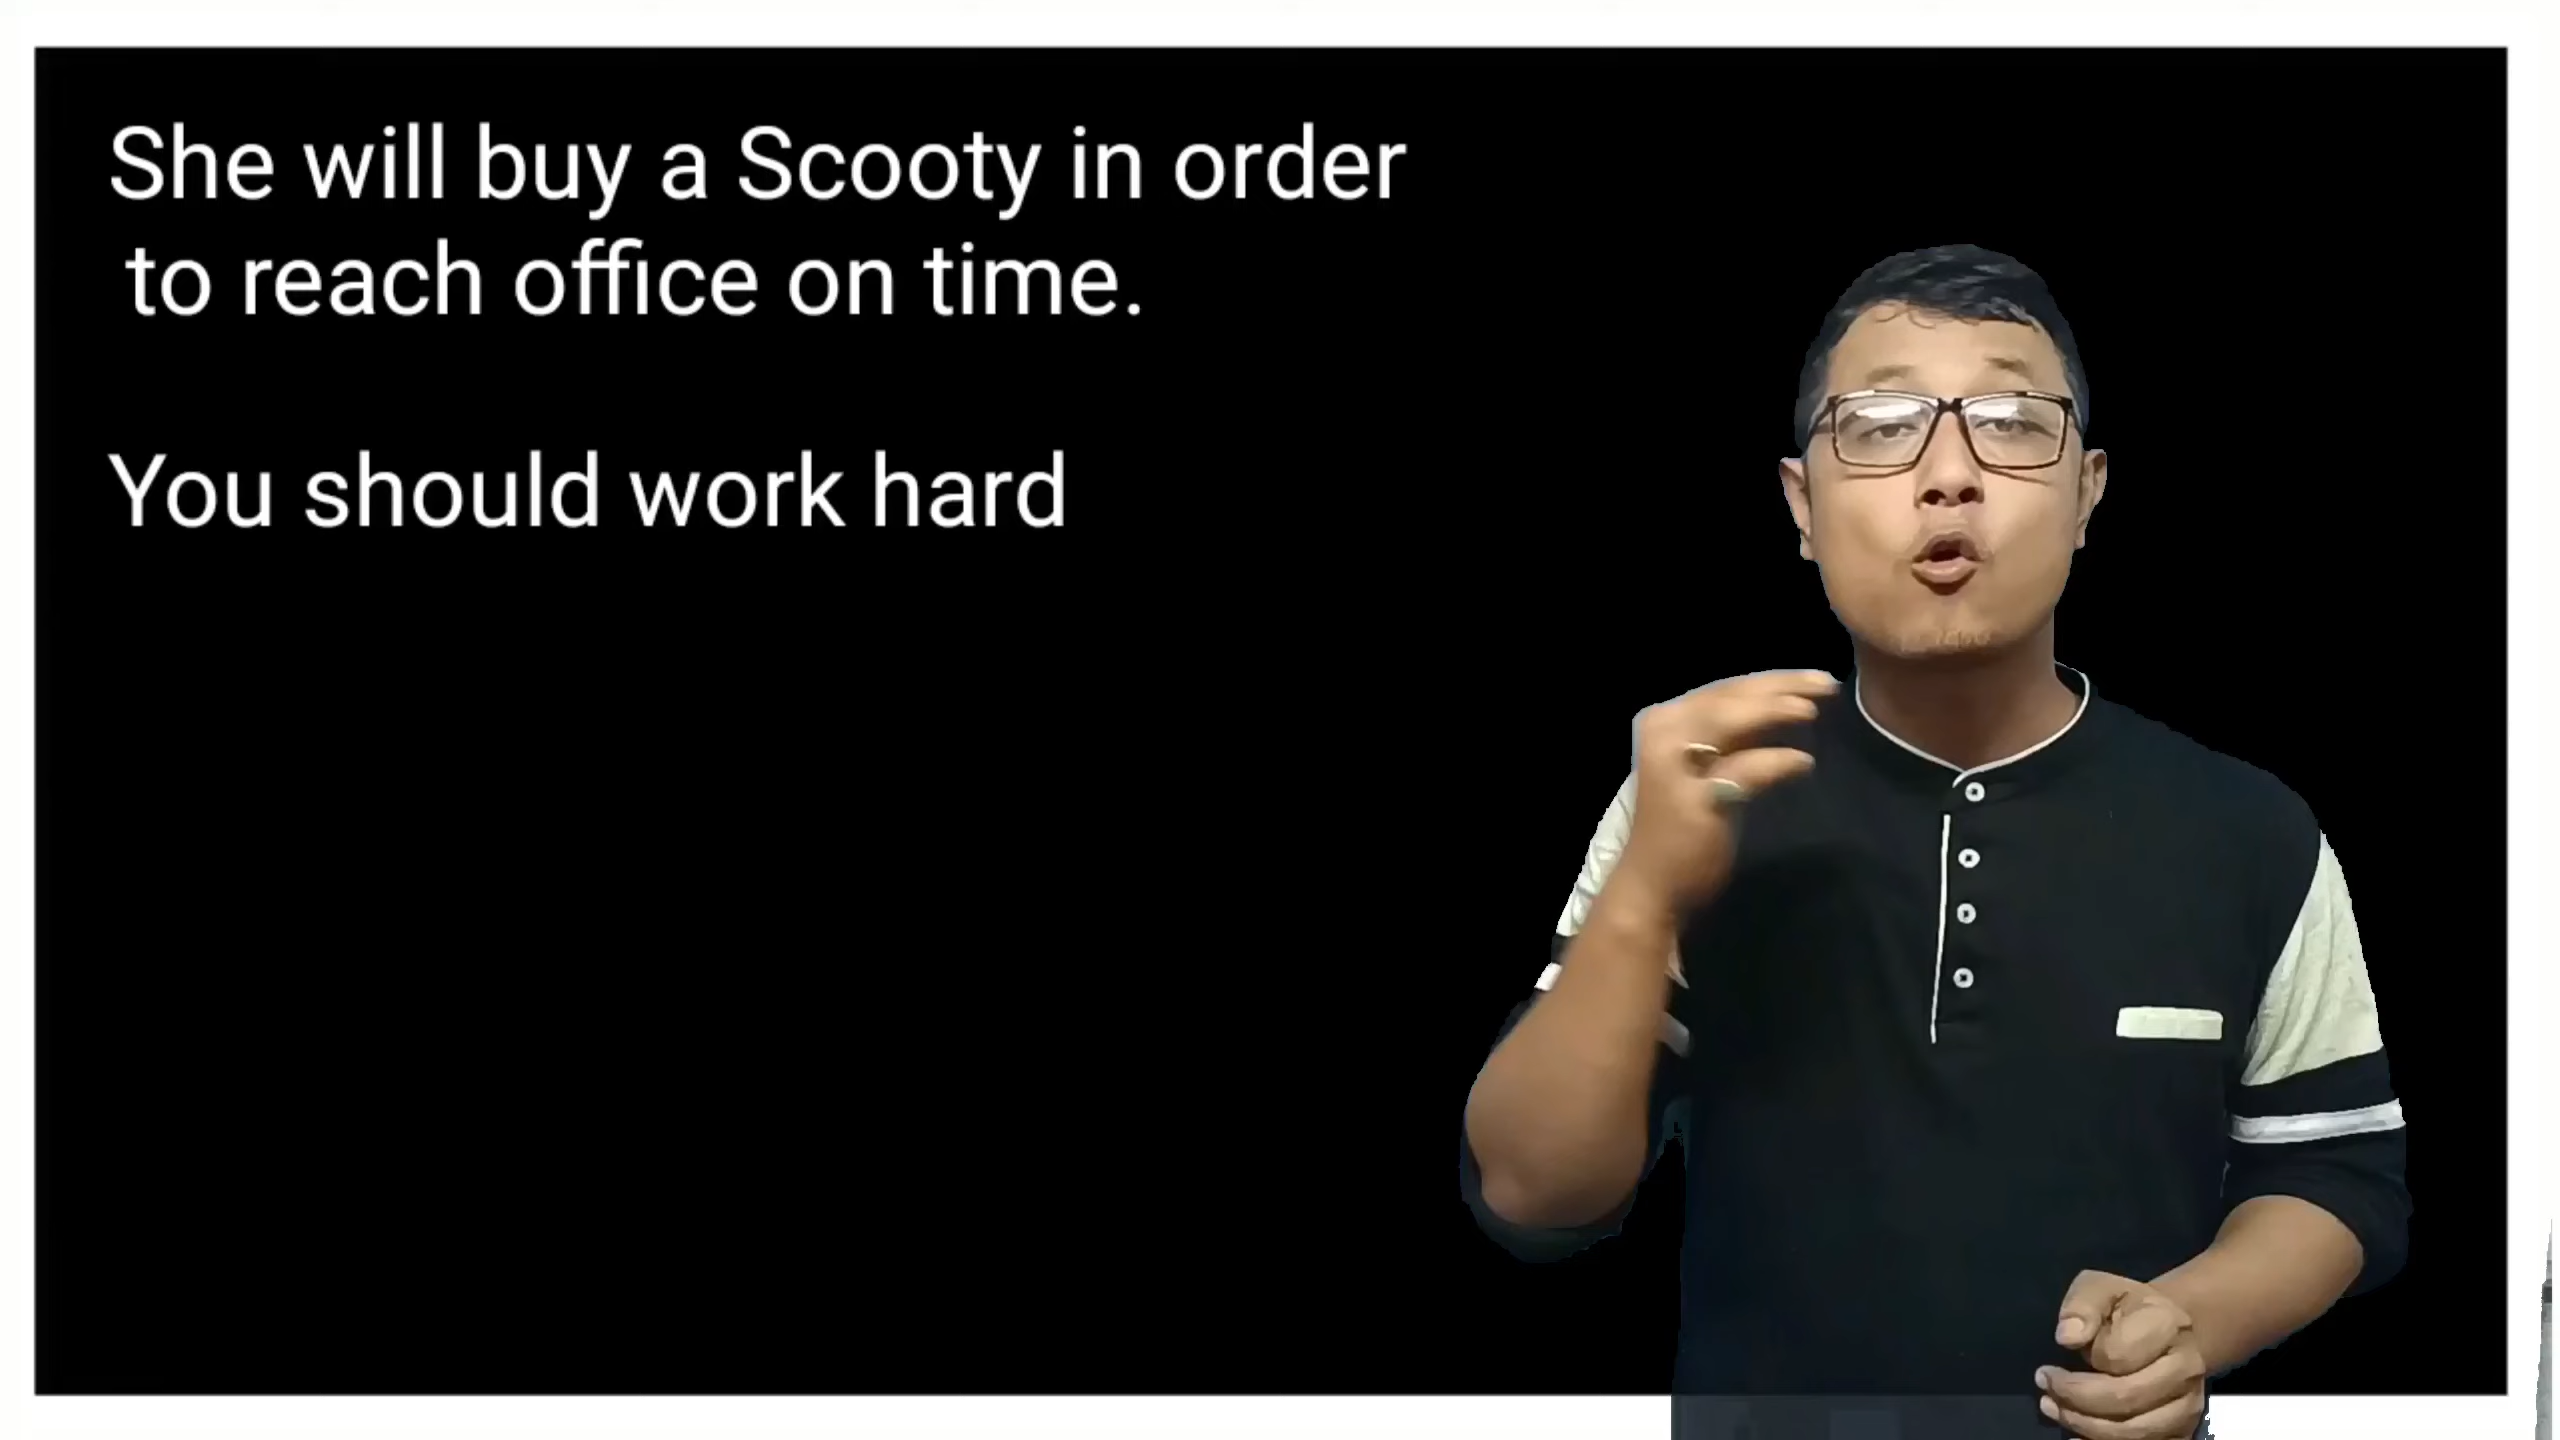 She will buy a Scooty in order
to reach office on time.
You should work hard